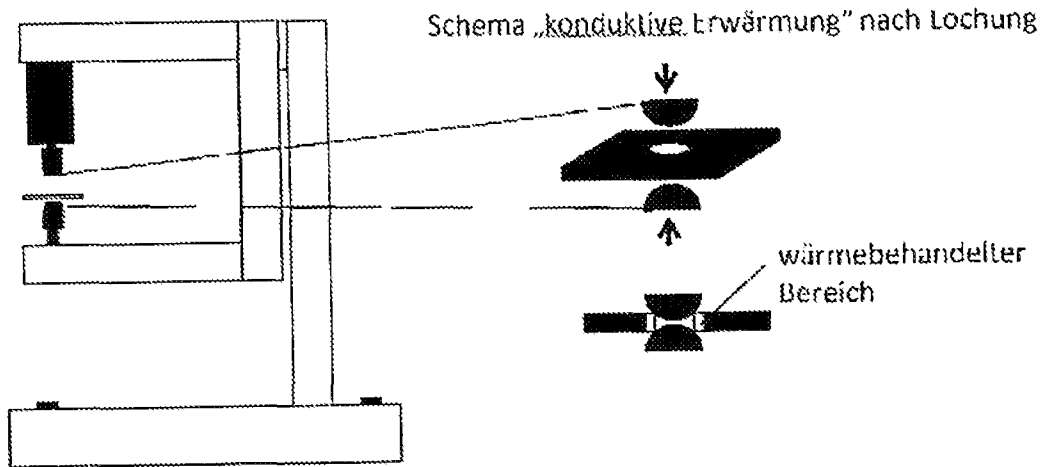 Schema „konduktive Erwärmung” nach Lochung
wärmebehandelter
Bereich